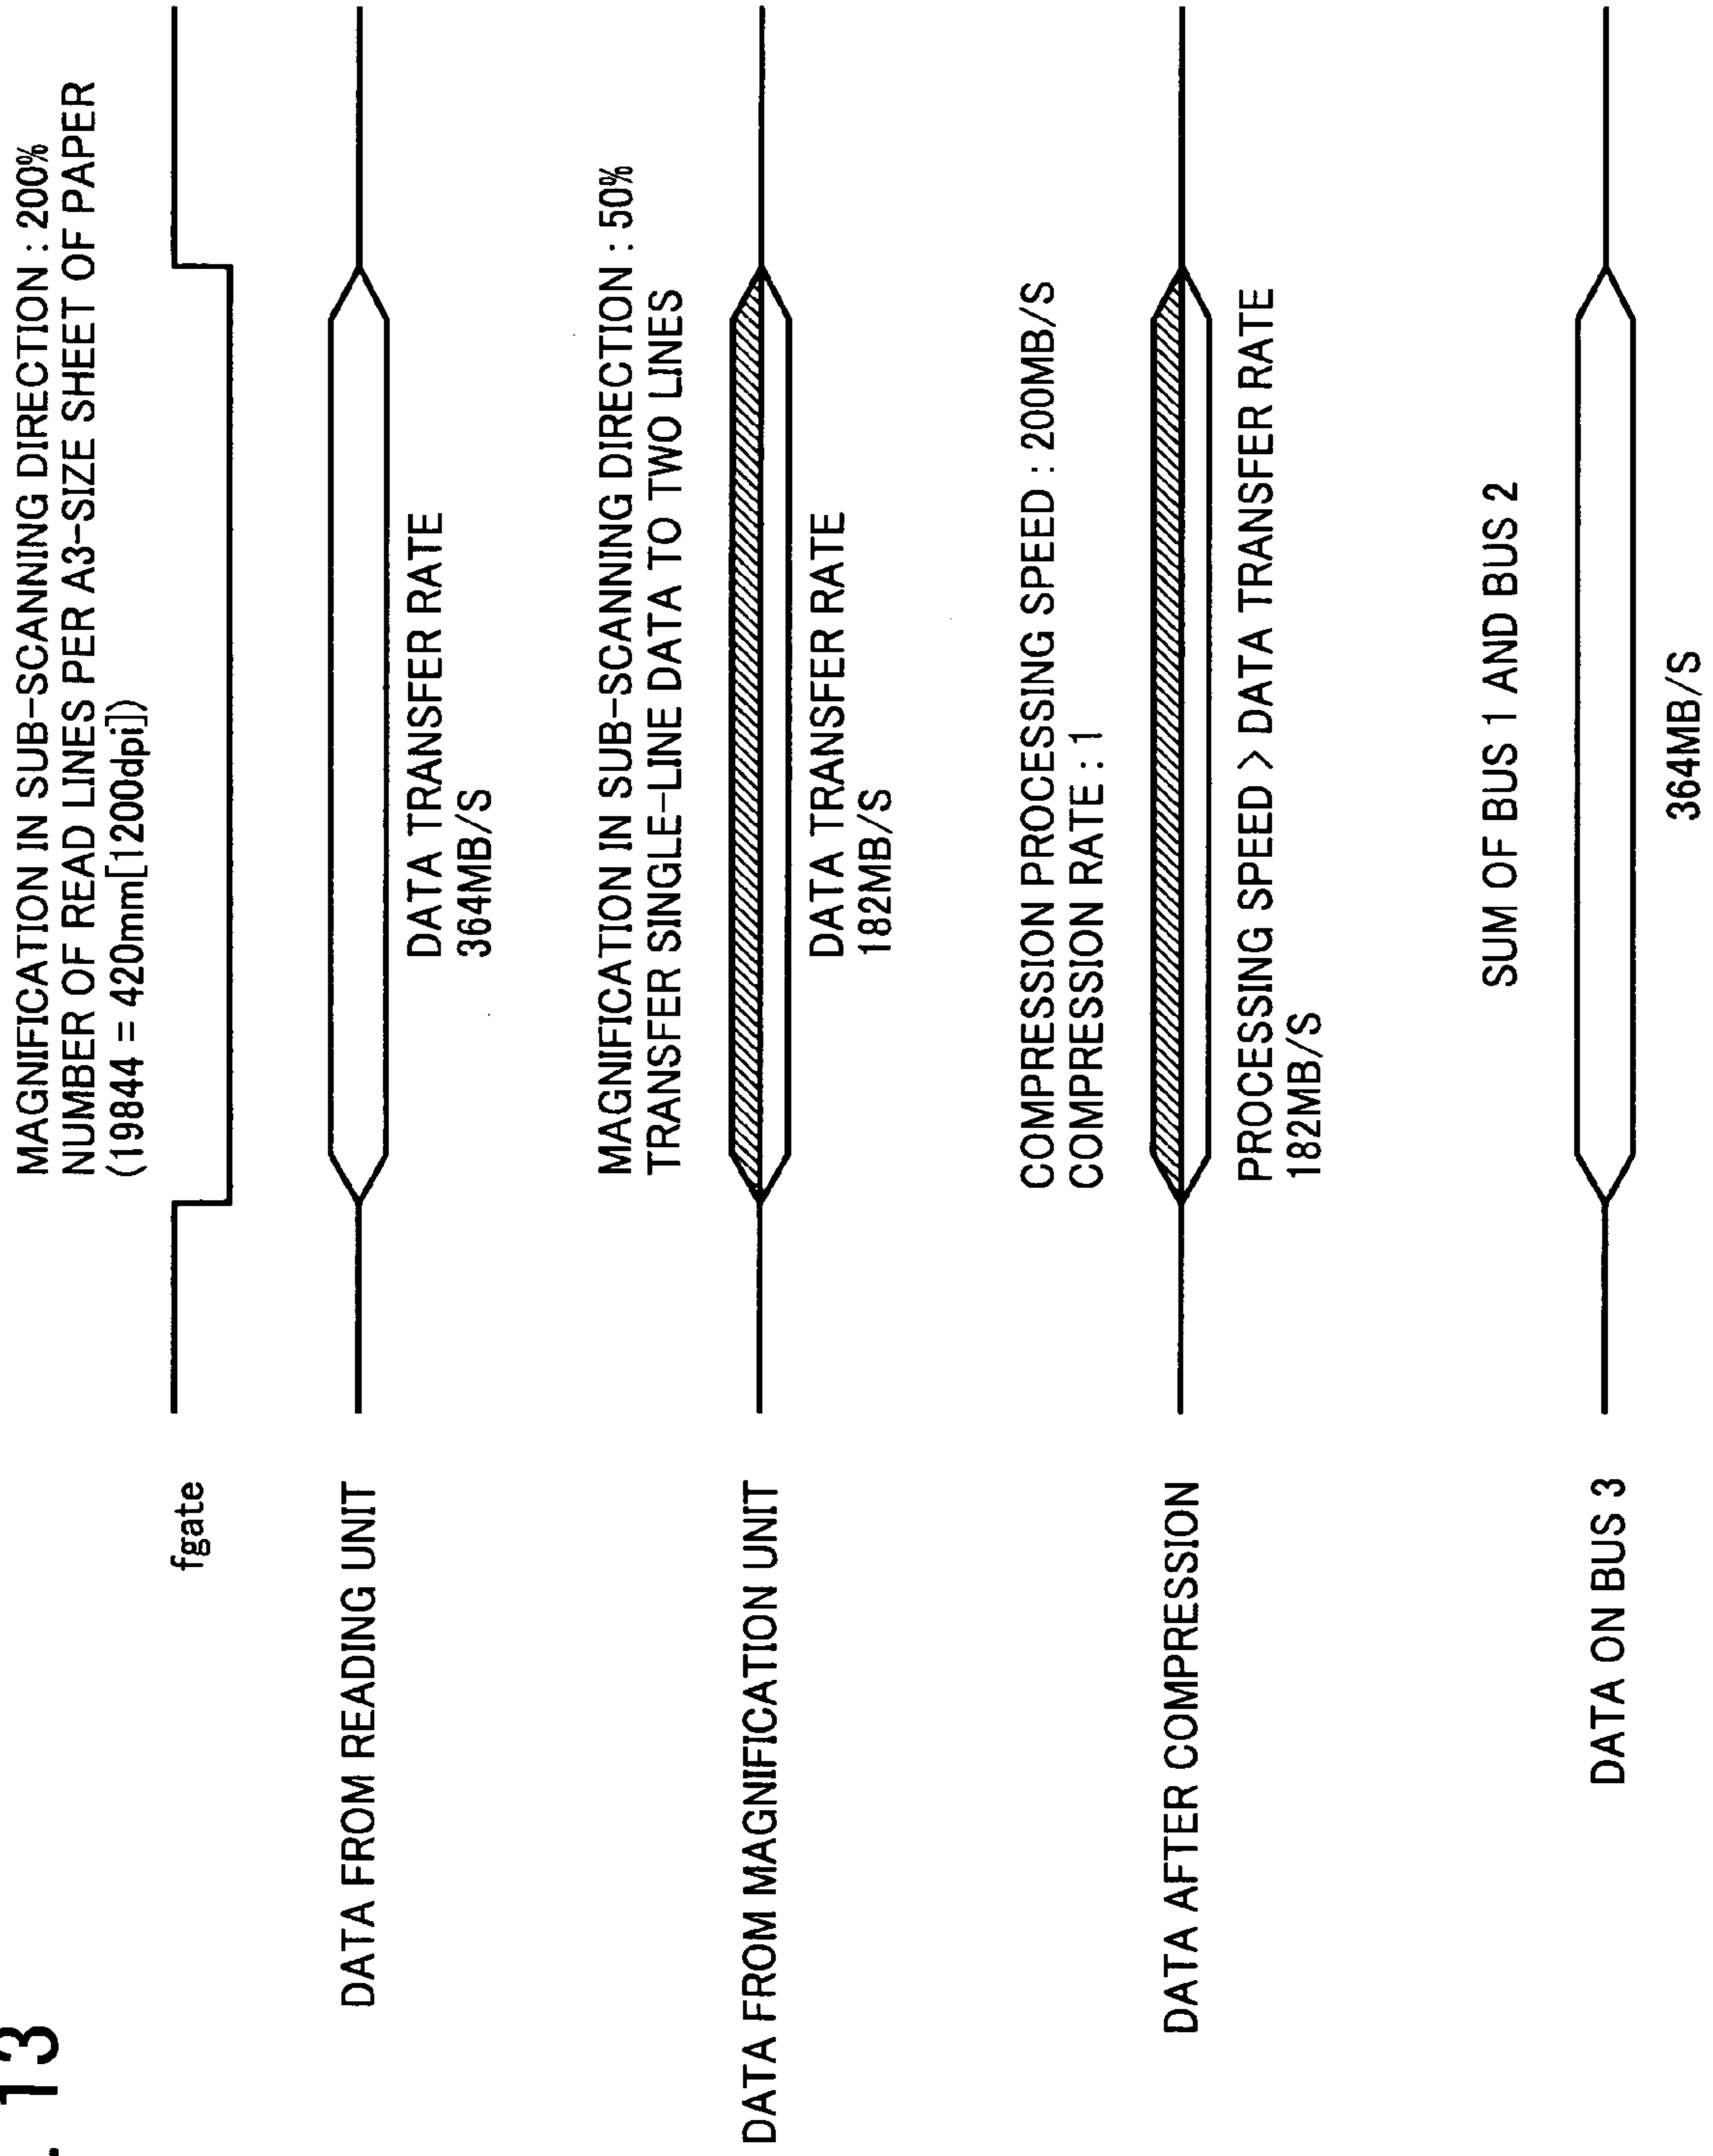 . 13
MAGNIFICATION IN SUB-SCANNING DIRECTION : 200%
NUMBER OF READ LINES PER A3-SIZE SHEET OF PAPER
(19844 = 420mm[1200dpi])
fgate
DATA FROM READING UNIT
DATA TRANSFER RATE
364MB/S
MAGNIFICATION IN SUB-SCANNING DIRECTION : 50%
TRANSFER SINGLE-LINE DATA TO TWO LINES
DATA FROM MAGNIFICATION UNIT
DATA TRANSFER RATE
182MB/S
COMPRESSION PROCESSING SPEED : 200MB/S
COMPRESSION RATE : 1
DATA AFTER COMPRESSION
PROCESSING SPEED > DATA TRANSFER RATE
182MB/S
SUM OF BUS 1 AND BUS 2
DATA ON BUS 3
364MB/S